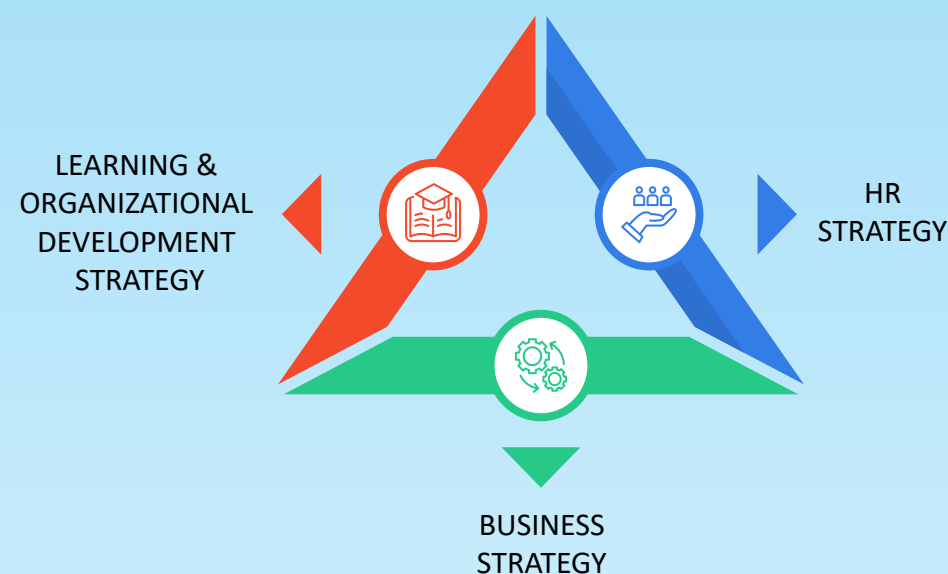 LEARNING &
ORGANIZATIONAL
DEVELOPMENT
STRATEGY
HR
STRATEGY
BUSINESS
STRATEGY